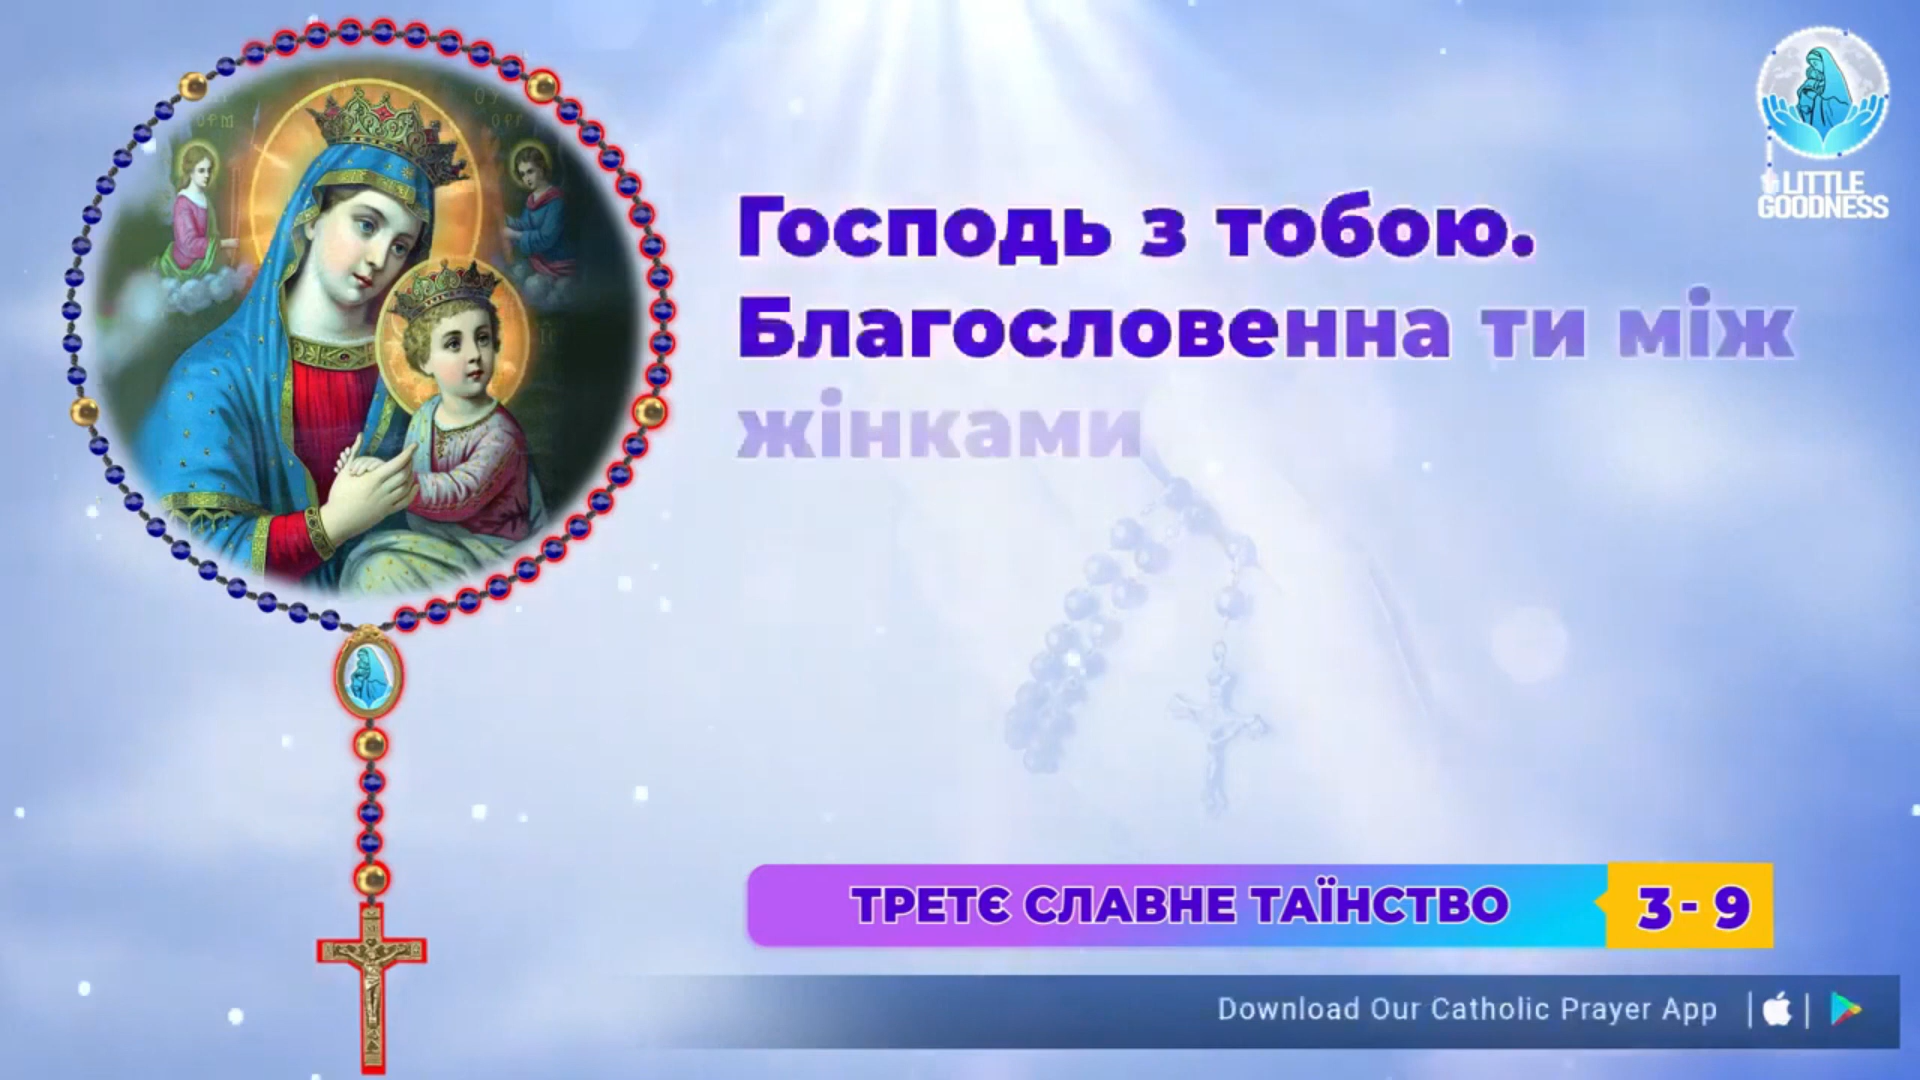 Господь з тобою.
Благословенна ти між
жінками
LITTLE
GOODNESS
ТРЕТЄ СЛАВНЕ ТАЇНСТВО
3 - 9
Download Our Catholic Prayer App